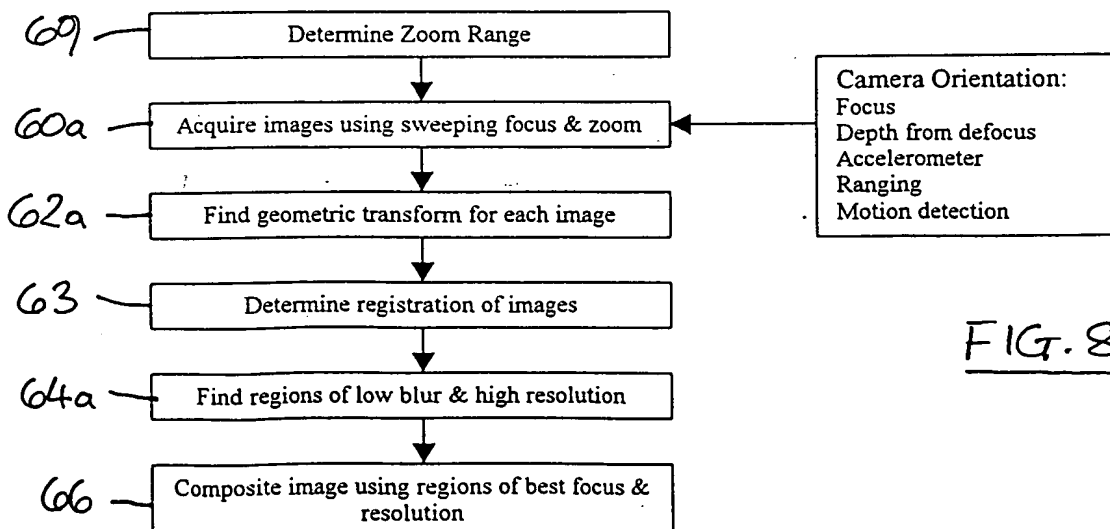 69
Determine Zoom Range
60a
Acquire images using sweeping focus & zoom
62a
Find geometric transform for each image
63
Determine registration of images
64a
Find regions of low blur & high resolution
66
Composite image using regions of best focus &
resolution
Camera Orientation:
Focus
Depth from defocus
Accelerometer
Ranging
Motion detection
FIG. 8